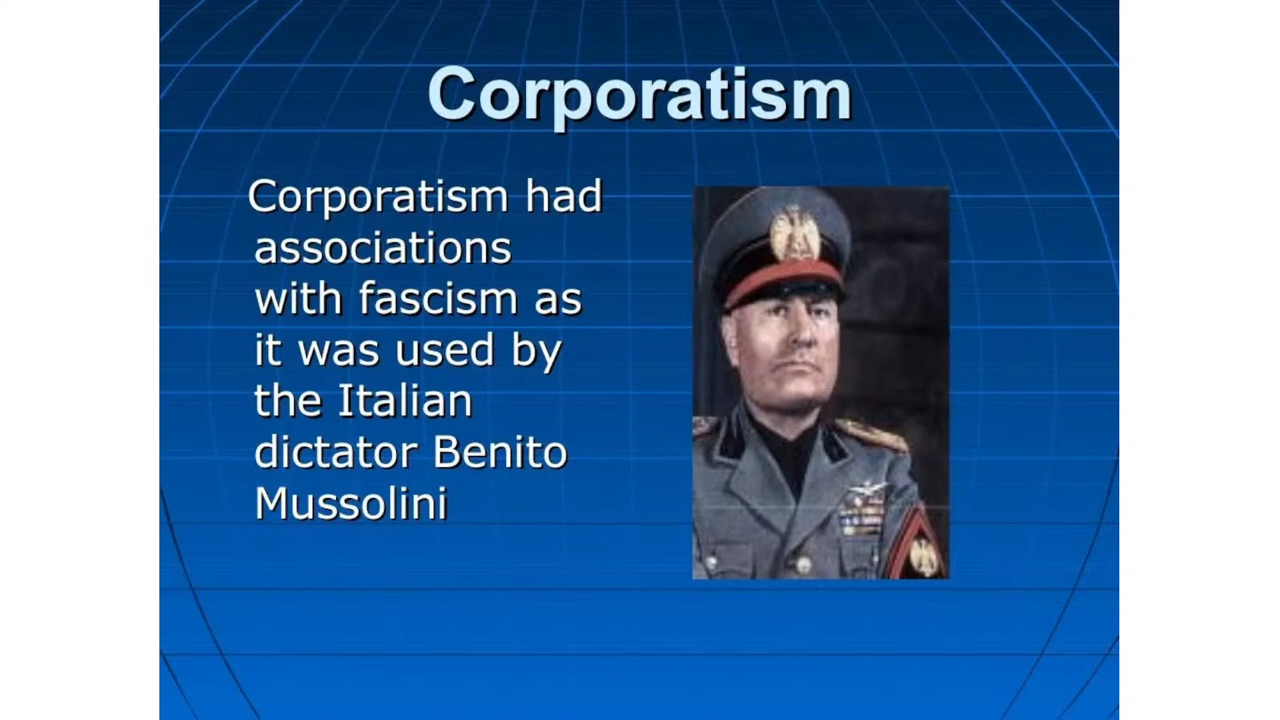 Corporatism
Corporatism had
associations
with fascism as
it was used by
the Italian
dictator Benito
Mussolini